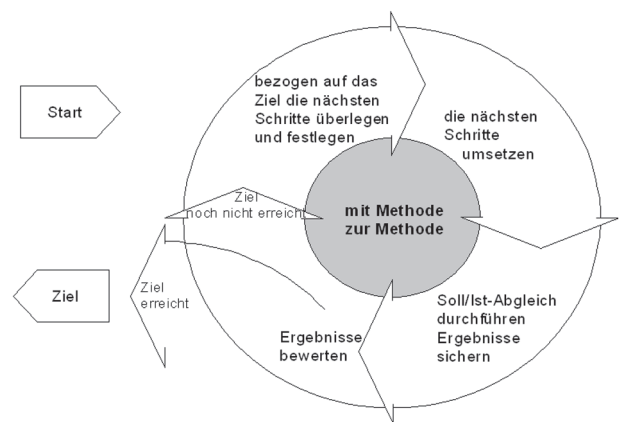 Start
bezogen auf das
Ziel die nächsten
Schritte überlegen
und festlegen
die nächsten
Schritte
umsetzen
Ziel
noch nicht erreicht
mit Methode
zur Methode
Ziel
Ziel
erreicht
Ergebnisse
bewerten
Soll/Ist-Abgleich
durchführen
Ergebnisse
sichern